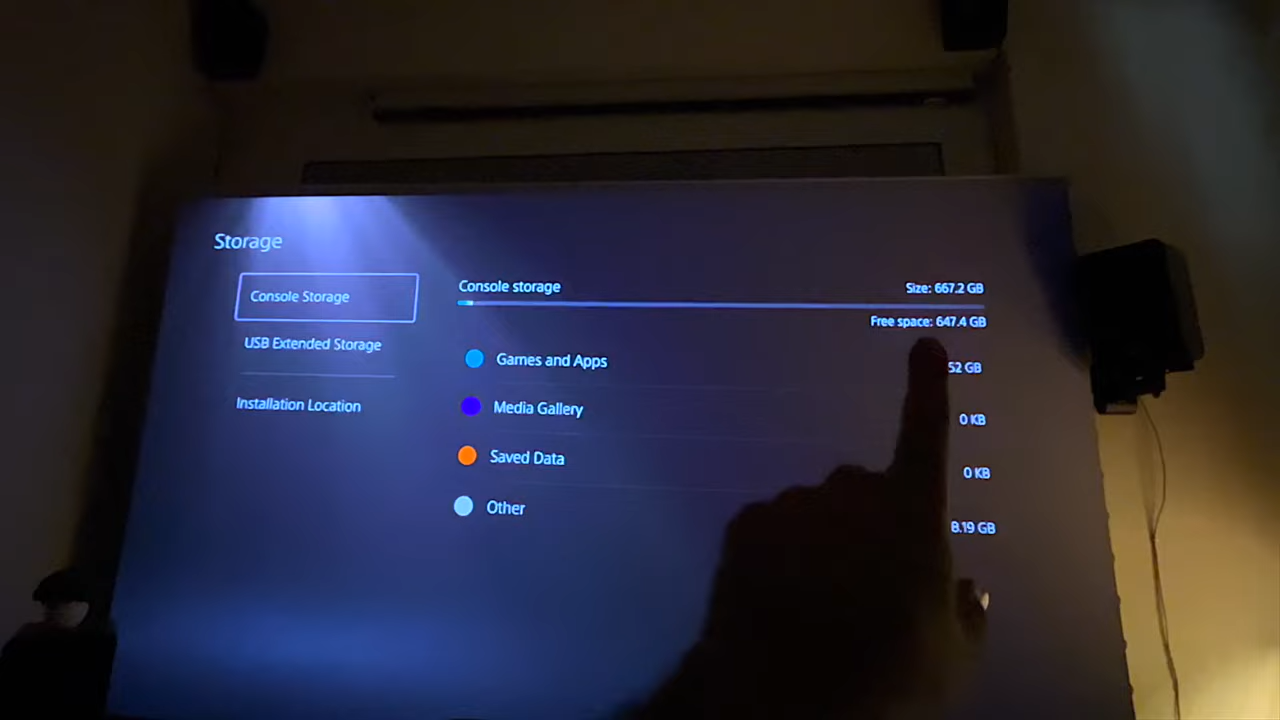 Storage
Console Storage
USB Extended Storage
Installation Location
Console storage
Size: 667.2 GB
Free space: 647.4 GB
Games and Apps
52 GB
Media Gallery
0 KB
Saved Data
0 KB
Other
8.19 GB